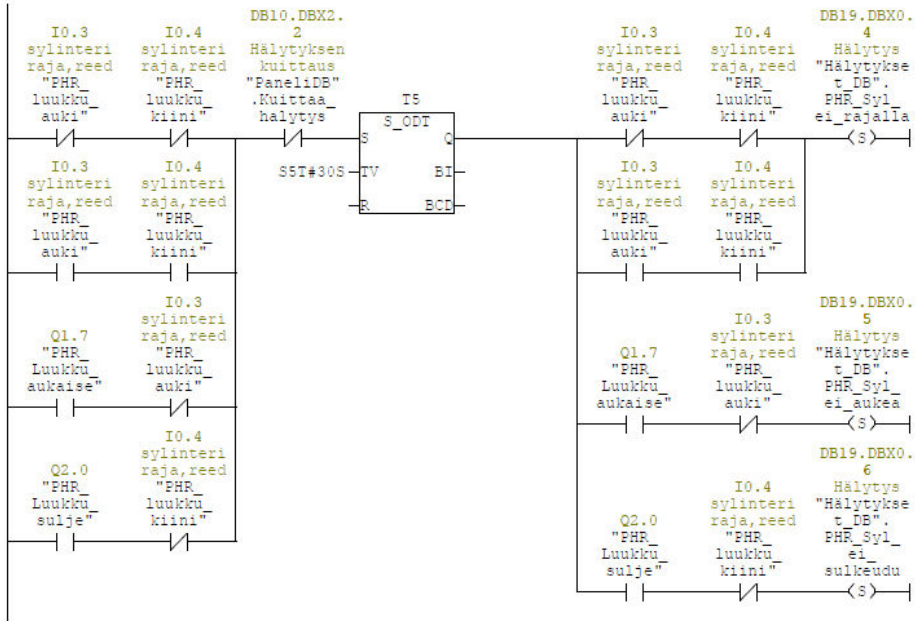 I0.3
sylinteri
raja,reed
"PHR_
luukku_
auki"
I0.4
sylinteri
raja,reed
"PHR_
luukku_
kiini"
DB10.DBX2.
2
Hälytyksen
kuittaus
"PaneliDB"
.Kuittaa_
halytys
T5
S_ODT
S
Q
S5T#30S
TV
BI
R
BCD
I0.3
sylinteri
raja,reed
"PHR_
luukku_
auki"
I0.4
sylinteri
raja,reed
"PHR_
luukku_
kiini"
DB19.DBX0.
4
Hälytys
"Hälytykse
t_DB".
PHR_Syl_
ei_rajalla
(S)
I0.3
sylinteri
raja,reed
"PHR_
luukku_
auki"
I0.4
sylinteri
raja,reed
"PHR_
luukku_
kiini"
I0.3
sylinteri
raja,reed
"PHR_
luukku_
auki"
I0.4
sylinteri
raja,reed
"PHR_
luukku_
kiini"
Q1.7
"PHR_
Luukku_
aukaise"
I0.3
sylinteri
raja,reed
"PHR_
luukku_
auki"
Q1.7
"PHR_
Luukku_
aukaise"
I0.3
sylinteri
raja,reed
"PHR_
luukku_
auki"
DB19.DBX0.
5
Hälytys
"Hälytykse
t_DB".
PHR_Syl_
ei_aukea
(S)
Q2.0
"PHR_
Luukku_
sulje"
I0.4
sylinteri
raja,reed
"PHR_
luukku_
kiini"
Q2.0
"PHR_
Luukku_
sulje"
I0.4
sylinteri
raja,reed
"PHR_
luukku_
kiini"
DB19.DBX0.
6
Hälytys
"Hälytykse
t_DB".
PHR_Syl_
ei_
sulkeudu
(S)